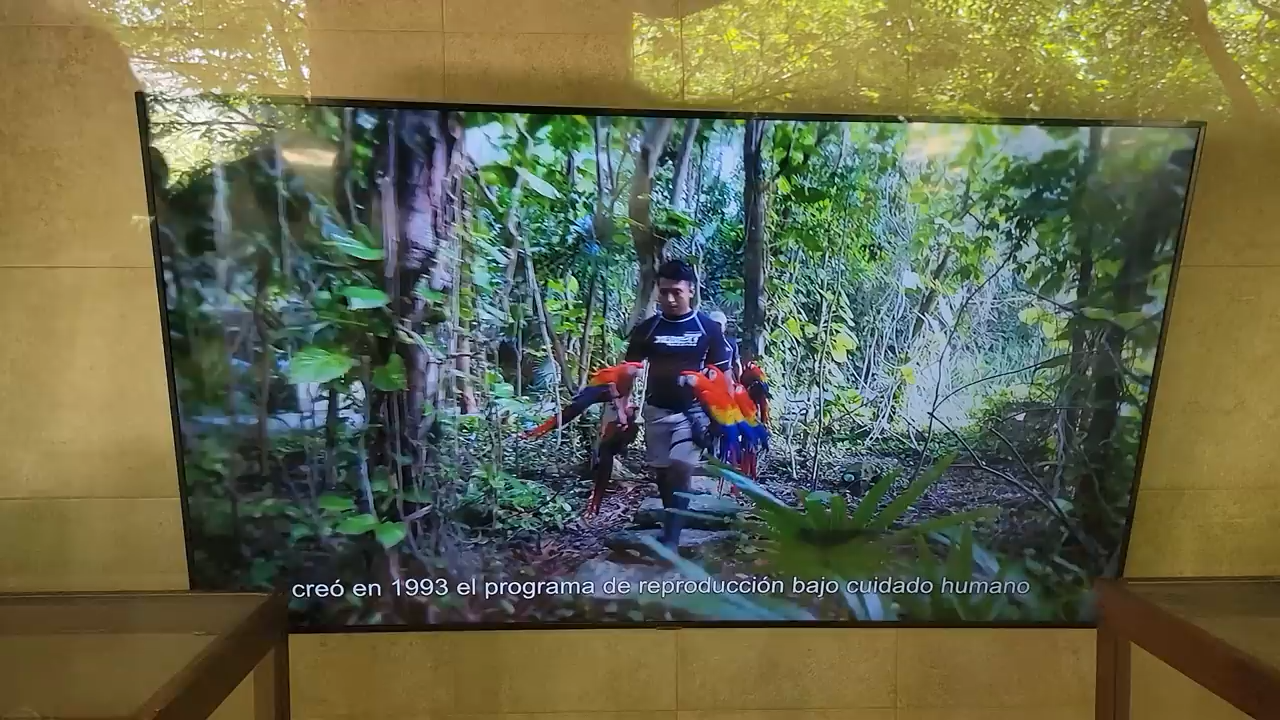 creó en 1993 el programa de reproducción bajo cuidado humano